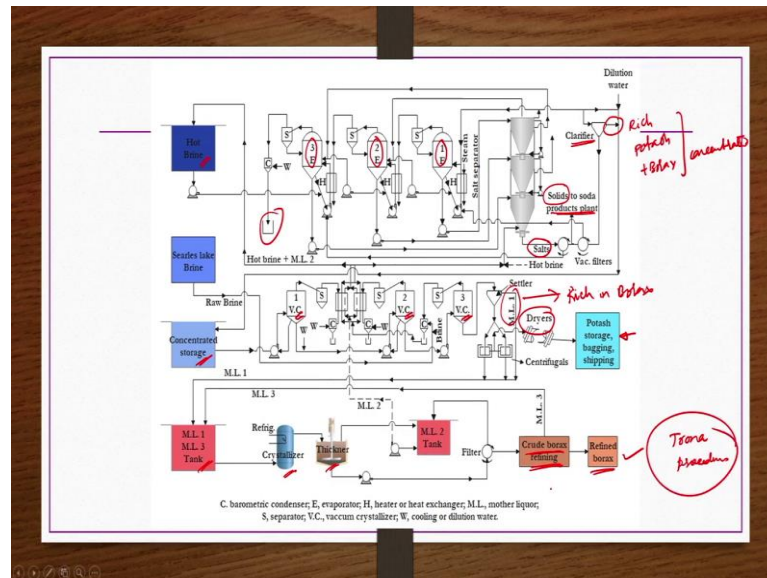 Dilution
water
Hot
Brine
S
S
S
3
E
2
E
1
E
C
W
H
H
H
Steam
Salt separator
Clarifier
Rich
potash
+ Borax
concentrated
Solids to soda
products plant
Salts
Vac. filters
Hot brine + M.L. 2
Hot brine
Searles lake
Brine
Raw Brine
Concentrated
storage
1
V.C.
S
S
2
V.C.
S
3
V.C.
C
W
W
C
W
C
Brine
Settler
M.L. 1
Rich in Borax
Dryers
Potash
storage,
bagging,
shipping
Centrifugals
M.L. 1
M.L. 3
M.L. 2
M.L. 3
M.L. 1
M.L. 3
Tank
Refrig.
Crystallizer
Thickner
M.L. 2
Tank
Filter
Crude borax
refining
Refined
borax
Trona
C. barometric condenser; E, evaporator; H, heater or heat exchanger; M.L., mother liquor;
S, separator; V.C., vaccum crystallizer; W, cooling or dilution water.